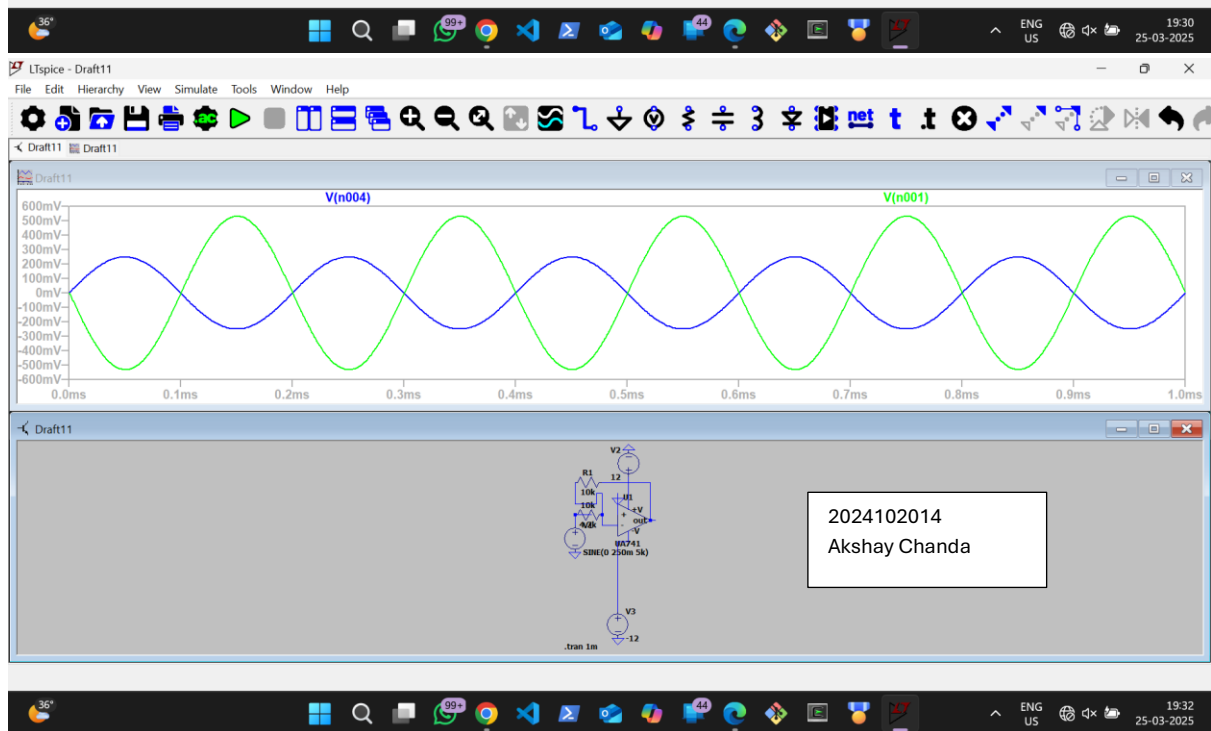 36°
99+
44
ENG
US
19:30
25-03-2025
LTspice - Draft11
File Edit Hierarchy View Simulate Tools Window Help
.ac
net
t
.t
Draft11 Draft11
Draft11
V(n004) V(n001)
600mV
500mV
400mV
300mV
200mV
100mV
0mV
-100mV
-200mV
-300mV
-400mV
-500mV
-600mV
0.0ms 0.1ms 0.2ms 0.3ms 0.4ms 0.5ms 0.6ms 0.7ms 0.8ms 0.9ms 1.0ms
Draft11
V2
12
R1
10k
10k
U1
+V
out
-V
UA741
SINE(0 250m 5k)
V3
-12
.tran 1m
2024102014
Akshay Chanda
36°
99+
44
ENG
US
19:32
25-03-2025